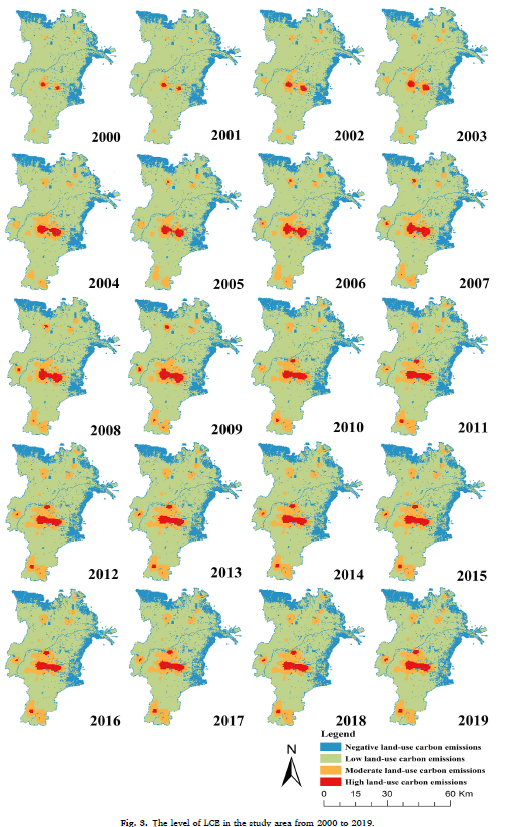 2000 2001 2002 2003
2004 2005 2006 2007
2008 2009 2010 2011
2012 2013 2014 2015
2016 2017 2018 2019
Legend
N
Negative land-use carbon emissions
Low land-use carbon emissions
Moderate land-use carbon emissions
High land-use carbon emissions
0 15 30 60 Km
Fig. 3. The level of LCE in the study area from 2000 to 2019.